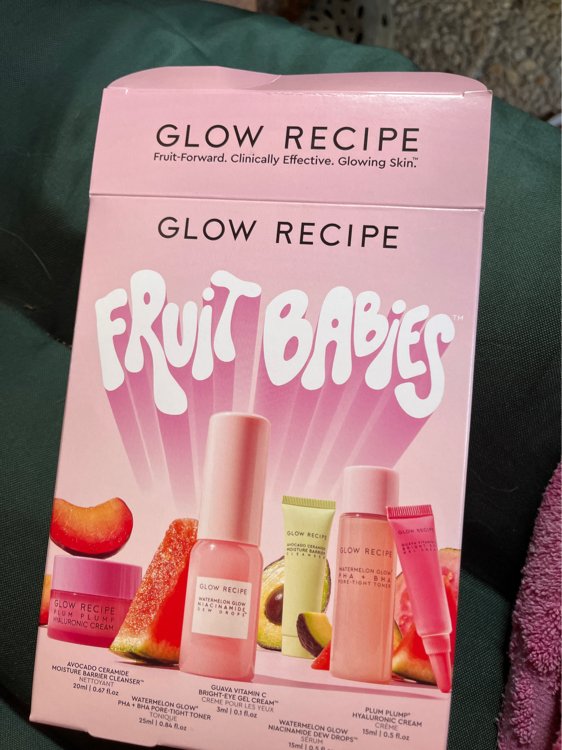 GLOW RECIPE
Fruit-Forward. Clinically Effective. Glowing Skin.™
GLOW RECIPE
FRUiT BABiES™
GLOW RECIPE
PLUM PLUMP
HYALURONIC CREAM
GLOW RECIPE
WATERMELON GLOW
NIACINAMIDE
DEW DROPS
GLOW RECIPE
AVOCADO CERAMIDE
MOISTURE BARRIER
CLEANSER
GLOW RECIPE
WATERMELON GLOW
PHA + BHA
PORE-TIGHT TONER
GLOW RECIPE
AVOCADO CERAMIDE
MOISTURE BARRIER CLEANSER™
NETTOYANT
20ml | 0.67 fl.oz
WATERMELON GLOW®
PHA + BHA PORE-TIGHT TONER
TONIQUE
25ml | 0.84 fl.oz
GUAVA VITAMIN C
BRIGHT-EYE GEL CREAM™
CRÈME POUR LES YEUX
3ml | 0.1 fl.oz
WATERMELON GLOW
NIACINAMIDE DEW DROPS™
SÉRUM
15ml | 0.5 fl.oz
PLUM PLUMP®
HYALURONIC CREAM
CRÈME
15ml | 0.5 fl.oz